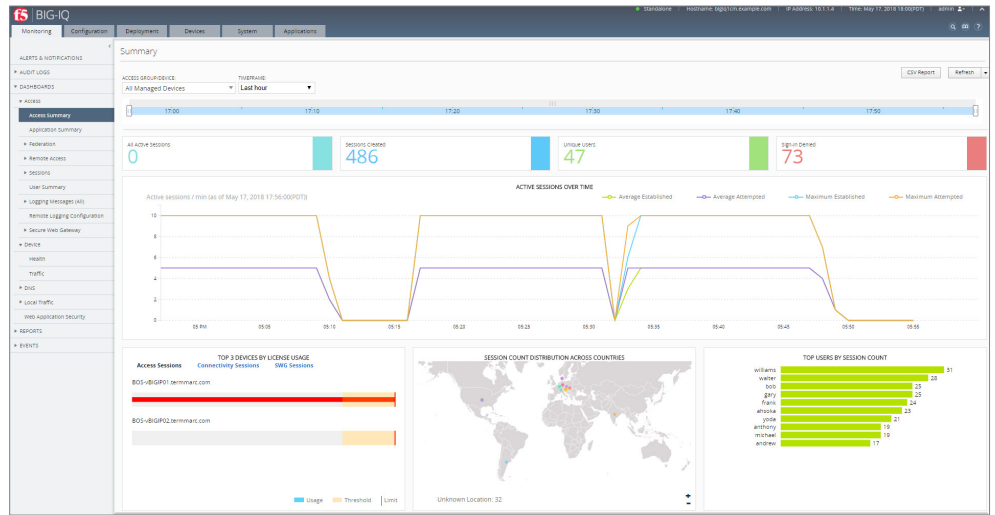 f5 BIG-IQ
Standalone Hostname: bigiq1cm.example.com IP Address: 10.1.1.4 Time: May 17, 2018 18:00(PDT) admin
Monitoring Configuration Deployment Devices System Applications
ALERTS & NOTIFICATIONS
AUDIT LOGS
DASHBOARDS
Access
Access Summary
Application Summary
Federation
Remote Access
Sessions
User Summary
Logging Messages (All)
Remote Logging Configuration
Secure Web Gateway
Device
Health
Traffic
DNS
Local Traffic
Web Application Security
REPORTS
EVENTS
Summary
CSV Report Refresh
ACCESS GROUP/DEVICE: TIMEFRAME:
All Managed Devices Last hour
17:00 17:10 17:20 17:30 17:40 17:50
All Active Sessions
0
Sessions Created
486
Unique Users
47
Sign-in Denied
73
ACTIVE SESSIONS OVER TIME
Active sessions / min (as of May 17, 2018 17:56:00(PDT))
Average Established Average Attempted Maximum Established Maximum Attempted
10
8
6
4
2
0
05 PM 05:05 05:10 05:15 05:20 05:25 05:30 05:35 05:40 05:45 05:50 05:55
TOP 3 DEVICES BY LICENSE USAGE
Access Sessions Connectivity Sessions SWG Sessions
BOS-vBIGIP01.termmarc.com
BOS-vBIGIP02.termmarc.com
Usage Threshold Limit
SESSION COUNT DISTRIBUTION ACROSS COUNTRIES
Unknown Location: 32
+
-
TOP USERS BY SESSION COUNT
williams 31
walter 28
bob 25
gary 25
frank 24
ahsoka 23
yoda 21
anthony 19
michael 19
andrew 17